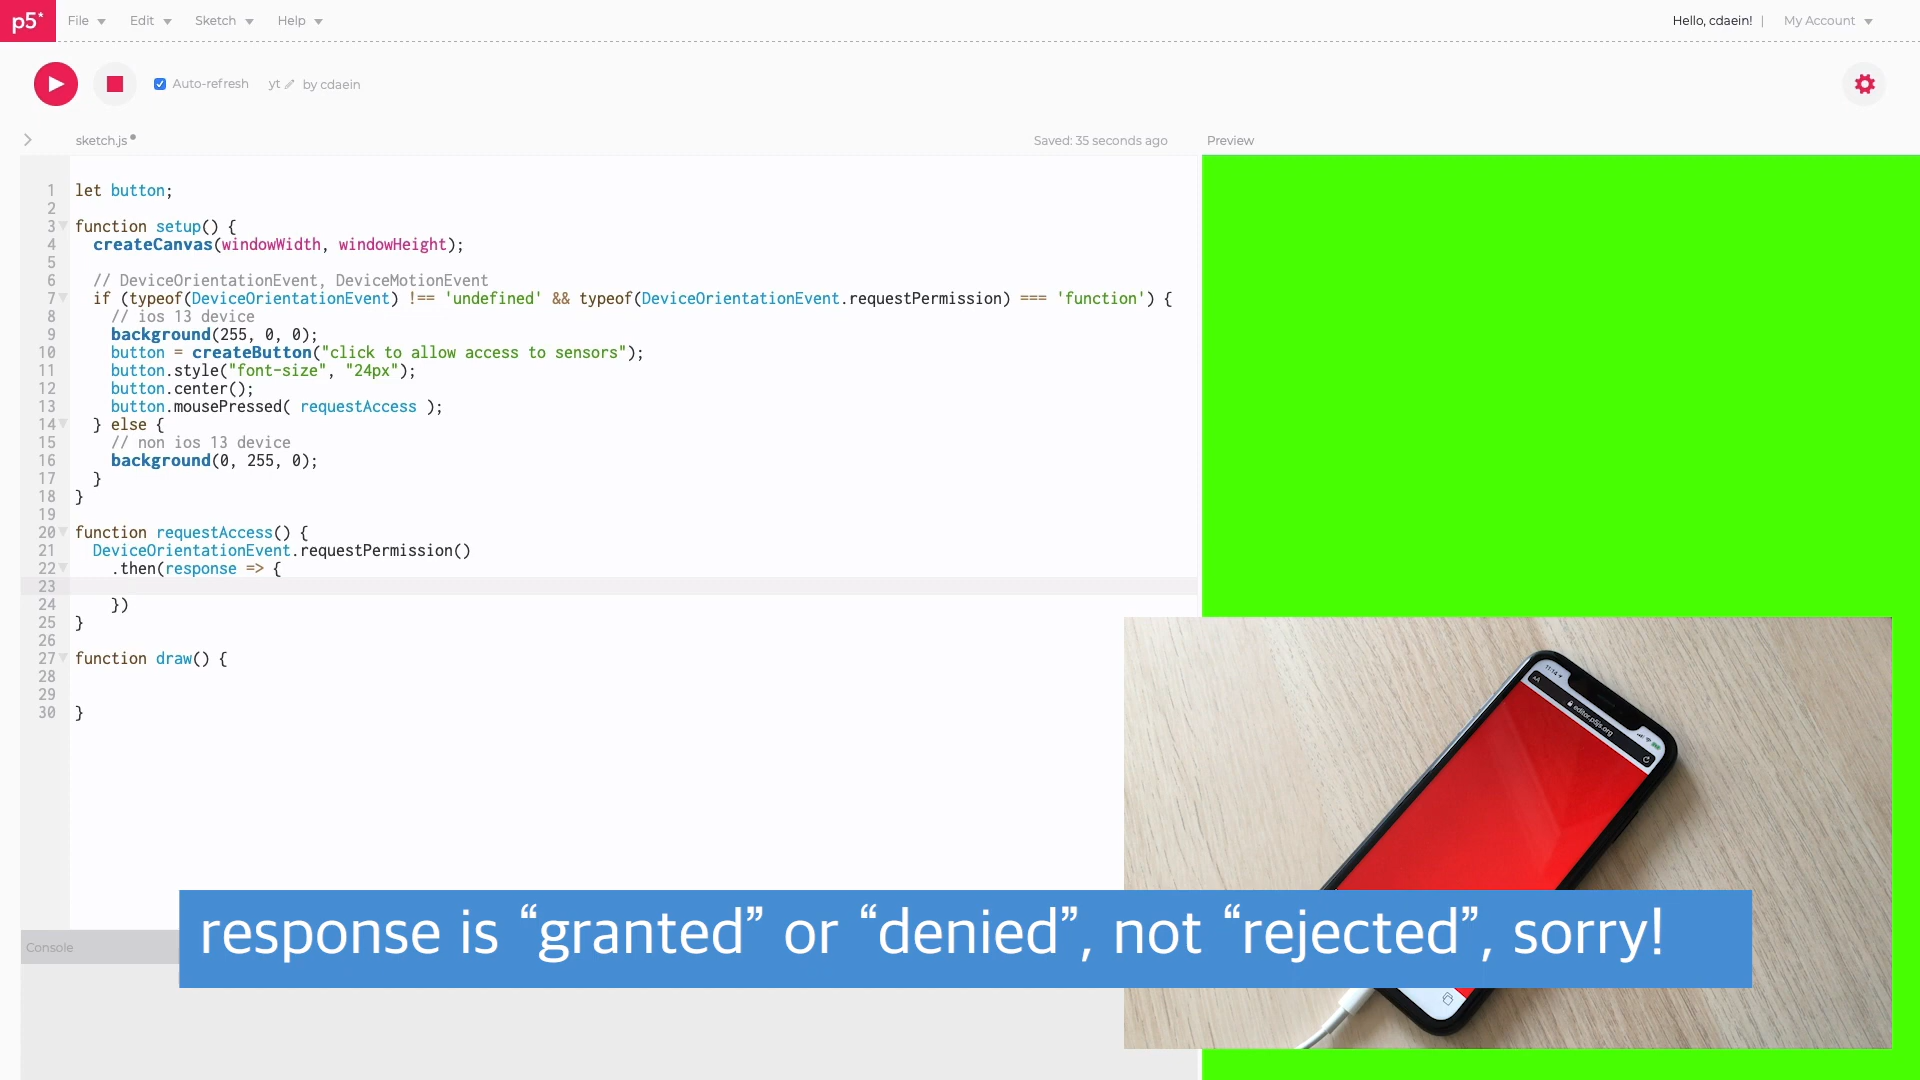 p5*
File Edit Sketch Help
Hello, cdaein! | My Account
Auto-refresh yt by cdaein
sketch.js
Saved: 35 seconds ago
Preview
1 let button;
2
3 function setup() {
4 createCanvas(windowWidth, windowHeight);
5
6 // DeviceOrientationEvent, DeviceMotionEvent
7 if (typeof(DeviceOrientationEvent) !== 'undefined' && typeof(DeviceOrientationEvent.requestPermission) === 'function') {
8 // ios 13 device
9 background(255, 0, 0);
10 button = createButton("click to allow access to sensors");
11 button.style("font-size", "24px");
12 button.center();
13 button.mousePressed( requestAccess );
14 } else {
15 // non ios 13 device
16 background(0, 255, 0);
17 }
18 }
19
20 function requestAccess() {
21 DeviceOrientationEvent.requestPermission()
22 .then(response => {
23
24 })
25 }
26
27 function draw() {
28
29
30 }
11:14
AA
editor.p5js.org
response is “granted” or “denied”, not “rejected”, sorry!
Console